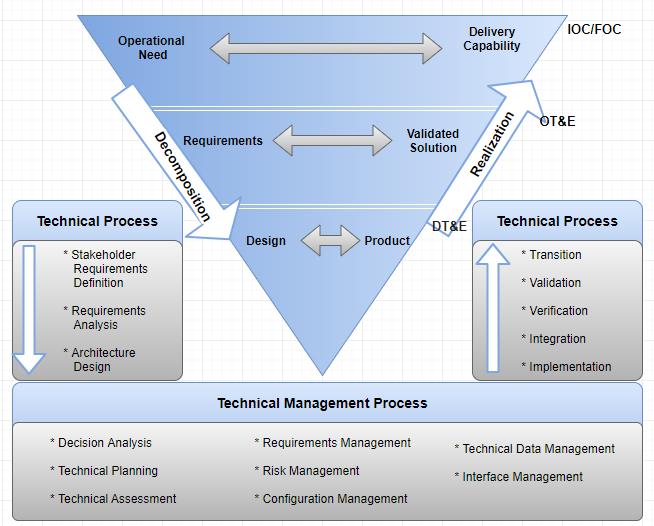 Operational
Need
Delivery
Capability
IOC/FOC
Decomposition
Requirements
Validated
Solution
Realization
OT&E
Design
Product
DT&E
Technical Process
* Stakeholder
Requirements
Definition
* Requirements
Analysis
* Architecture
Design
Technical Process
* Transition
* Validation
* Verification
* Integration
* Implementation
Technical Management Process
* Decision Analysis
* Technical Planning
* Technical Assessment
* Requirements Management
* Risk Management
* Configuration Management
* Technical Data Management
* Interface Management